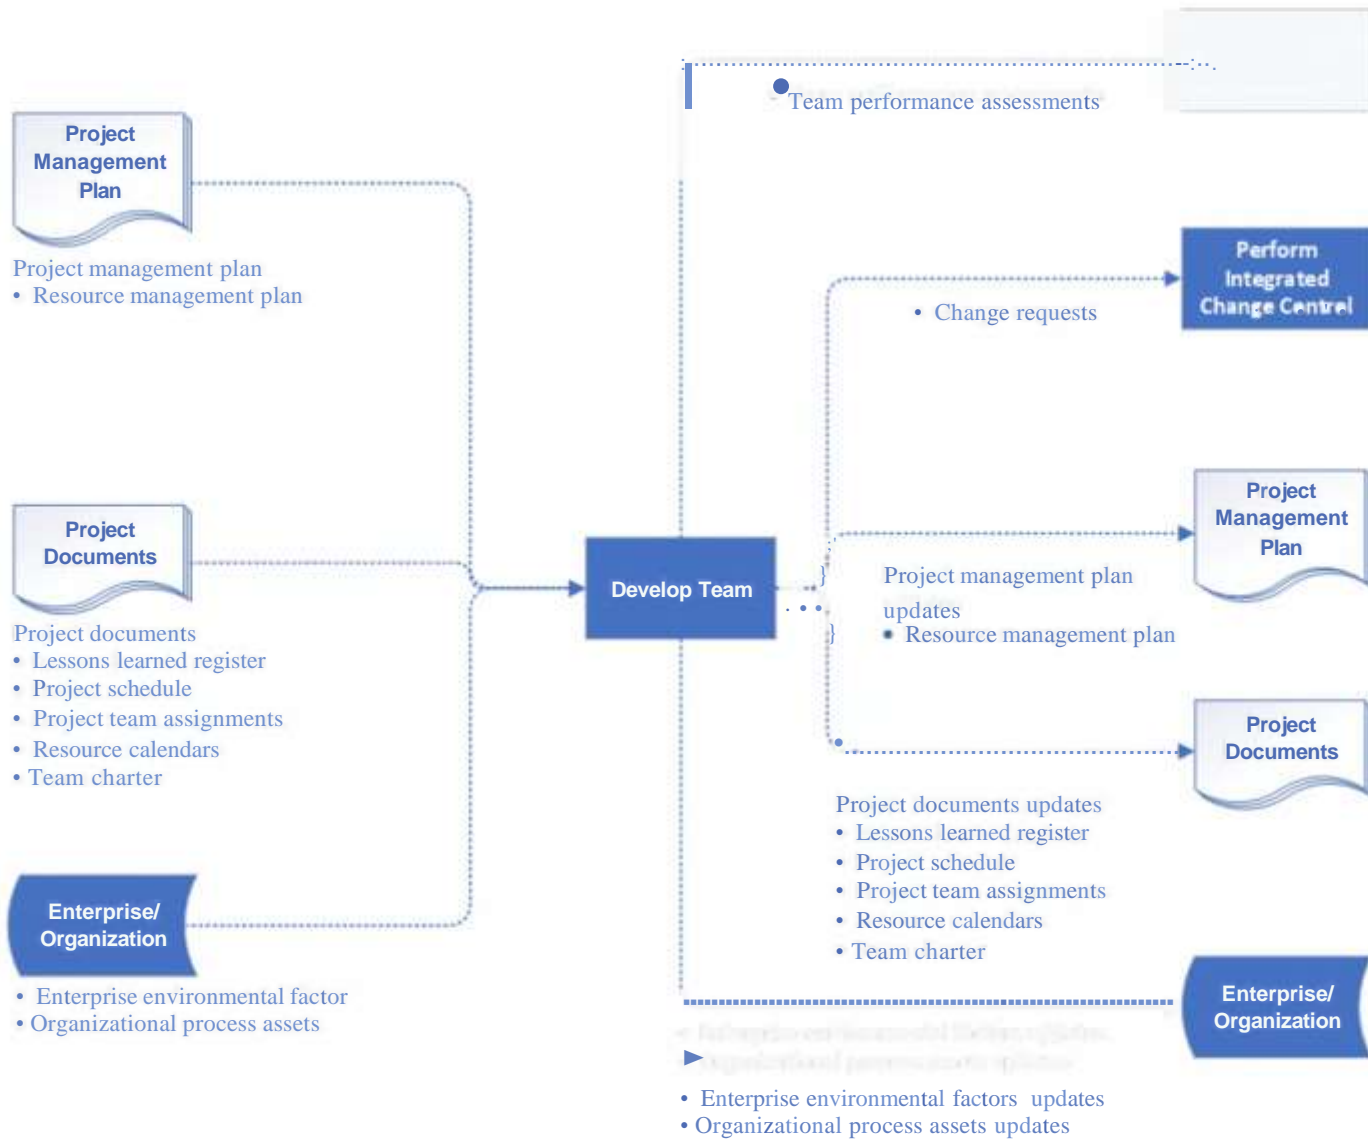 • Team performance assessments
Project
Management
Plan
Project management plan
• Resource management plan
Perform
Integrated
Change Centrel
• Change requests
Project
Documents
Project documents
• Lessons learned register
• Project schedule
• Project team assignments
• Resource calendars
• Team charter
Develop Team
Project
Management
Plan
Project management plan
updates
• Resource management plan
Project
Documents
Project documents updates
• Lessons learned register
• Project schedule
• Project team assignments
• Resource calendars
• Team charter
Enterprise/
Organization
• Enterprise environmental factor
• Organizational process assets
Enterprise/
Organization
• Enterprise environmental factors updates
• Organizational process assets updates